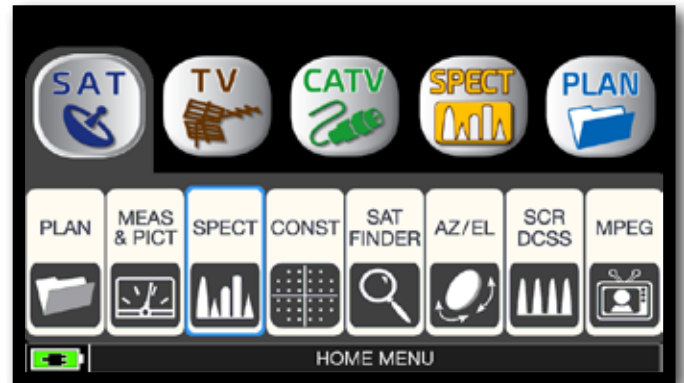 SAT
TV
CATV
SPECT
PLAN
PLAN
MEAS
& PICT
SPECT
CONST
SAT
FINDER
AZ/EL
SCR
DCSS
MPEG
HOME MENU